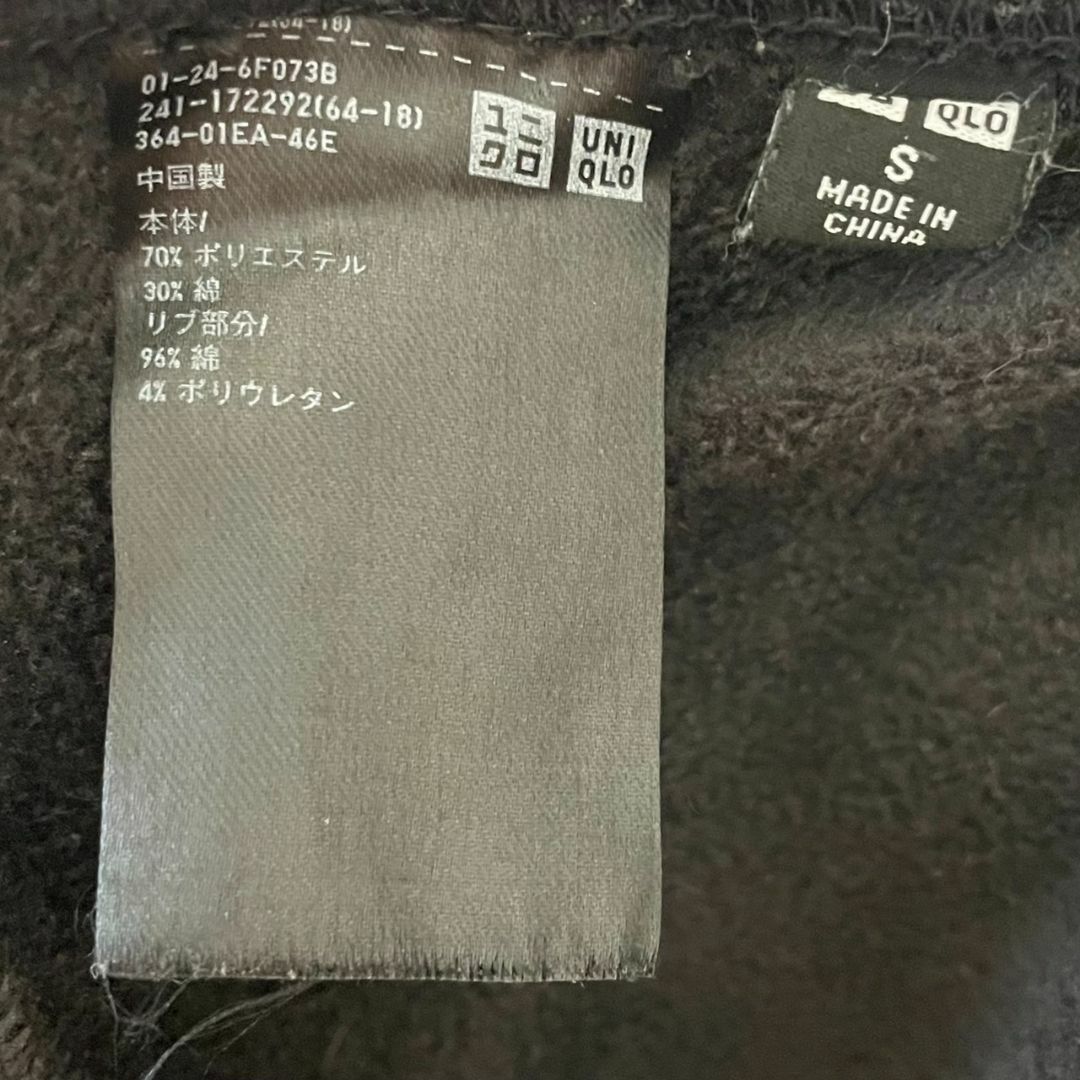 01-24-6F073B
241-172292(64-18)
364-01EA-46E
ユニ
クロ
UNI
QLO
中国製
本体/
70% ポリエステル
30% 綿
リブ部分/
96% 綿
4% ポリウレタン
QLO
S
MADE IN
CHINA